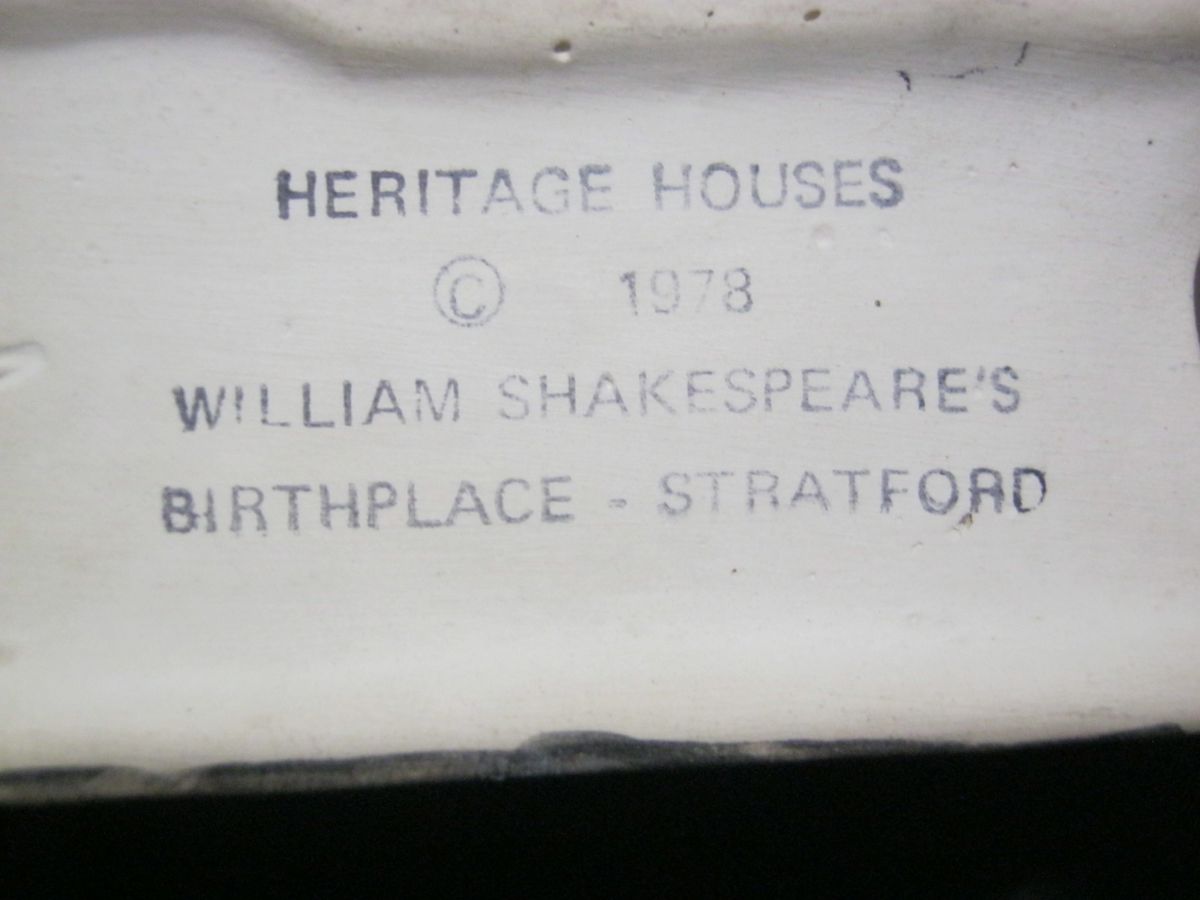 HERITAGE HOUSES
© 1978
WILLIAM SHAKESPEARE'S
BIRTHPLACE - STRATFORD